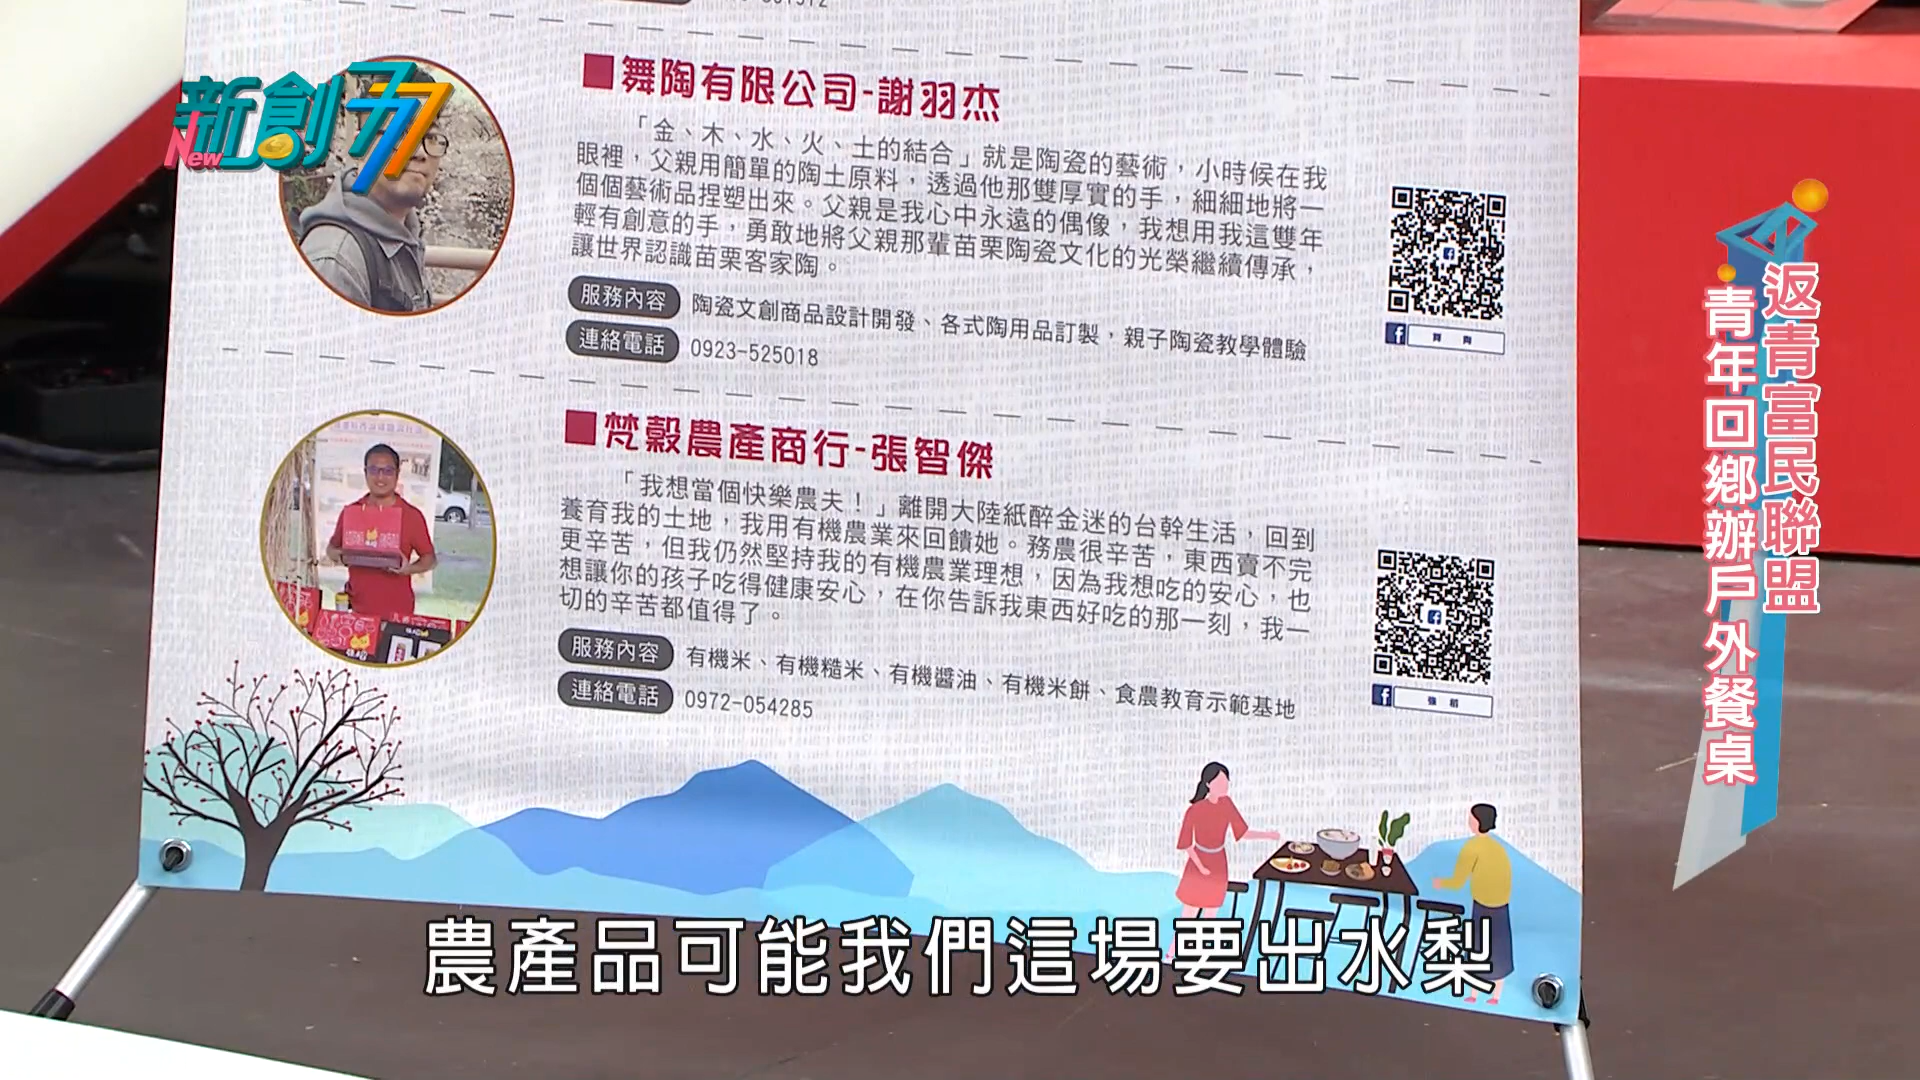 新創77
New
■舞陶有限公司-謝羽杰
「金、木、水、火、土的結合」就是陶瓷的藝術，小時候在我
眼裡，父親用簡單的陶土原料，透過他那雙厚實的手，細細地將一
個個藝術品捏塑出來。父親是我心中永遠的偶像，我想用我這雙年
輕有創意的手，勇敢地將父親那輩苗栗陶瓷文化的光榮繼續傳承，
讓世界認識苗栗客家陶。
服務內容 陶瓷文創商品設計開發、各式陶用品訂製，親子陶瓷教學體驗
連絡電話 0923-525018
f 舞 陶
■梵穀農產商行-張智傑
「我想當個快樂農夫！」離開大陸紙醉金迷的台幹生活，回到
養育我的土地，我用有機農業來回饋她。務農很辛苦，東西賣不完
更辛苦，但我仍然堅持我的有機農業理想，因為我想吃的安心，也
想讓你的孩子吃得健康安心，在你告訴我東西好吃的那一刻，我一
切的辛苦都值得了。
服務內容 有機米、有機糙米、有機醬油、有機米餅、食農教育示範基地
連絡電話 0972-054285
f 強 稻
返青富民聯盟
青年回鄉辦戶外餐桌
農產品可能我們這場要出水梨